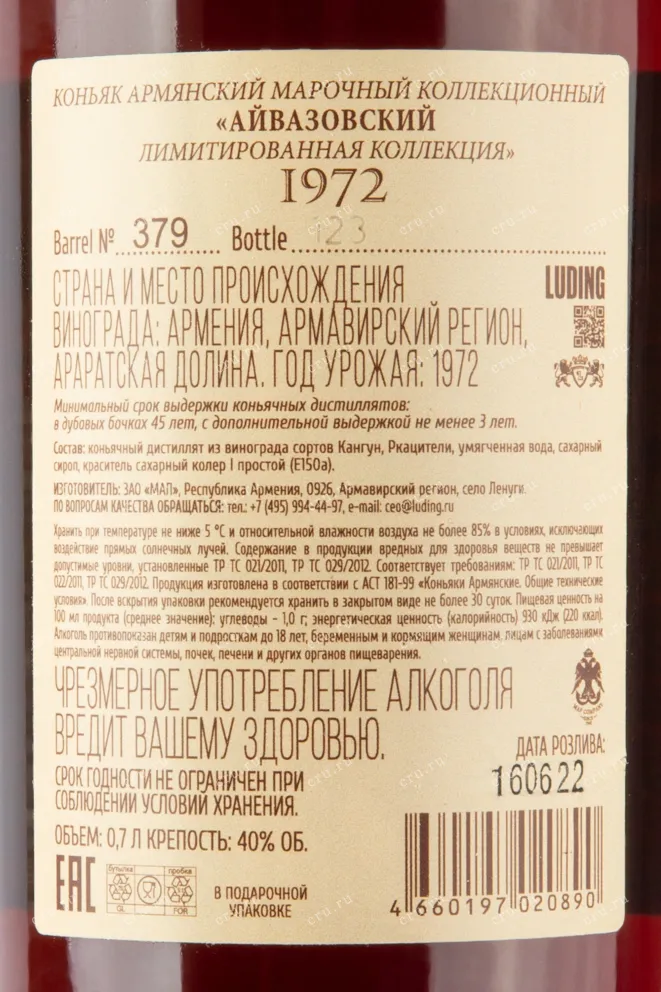 КОНЬЯК АРМЯНСКИЙ МАРОЧНЫЙ КОЛЛЕКЦИОННЫЙ
«АЙВАЗОВСКИЙ
ЛИМИТИРОВАННАЯ КОЛЛЕКЦИЯ»
1972
Barrel № 379 Bottle 123
СТРАНА И МЕСТО ПРОИСХОЖДЕНИЯ
ВИНОГРАДА: АРМЕНИЯ, АРМАВИРСКИЙ РЕГИОН,
АРАРАТСКАЯ ДОЛИНА. ГОД УРОЖАЯ: 1972
LUDING
Минимальный срок выдержки коньячных дистиллятов:
в дубовых бочках 45 лет, с дополнительной выдержкой не менее 3 лет.
Состав: коньячный дистиллят из винограда сортов Кангун, Ркацители, умягченная вода, сахарный
сироп, краситель сахарный колер I простой (Е150а).
ИЗГОТОВИТЕЛЬ: ЗАО «МАП», Республика Армения, 0926, Армавирский регион, село Ленуги.
ПО ВОПРОСАМ КАЧЕСТВА ОБРАЩАТЬСЯ: тел.: +7 (495) 994-44-97, e-mail: ceo@luding.ru
Хранить при температуре не ниже 5 °С и относительной влажности воздуха не более 85% в условиях, исключающих
воздействие прямых солнечных лучей. Содержание в продукции вредных для здоровья веществ не превышает
допустимые уровни, установленные ТР ТС 021/2011, ТР ТС 029/2012. Соответствует требованиям: ТР ТС 021/2011, ТР ТС
022/2011, ТР ТС 029/2012. Продукция изготовлена в соответствии с АСТ 181-99 «Коньяки Армянские. Общие технические
условия». После вскрытия упаковки рекомендуется хранить в закрытом виде не более 30 суток. Пищевая ценность на
100 мл продукта (среднее значение): углеводы - 1,0 г; энергетическая ценность (калорийность) 930 кДж (220 ккал).
Алкоголь противопоказан детям и подросткам до 18 лет, беременным и кормящим женщинам, лицам с заболеваниями
центральной нервной системы, почек, печени и других органов пищеварения.
ЧРЕЗМЕРНОЕ УПОТРЕБЛЕНИЕ АЛКОГОЛЯ
ВРЕДИТ ВАШЕМУ ЗДОРОВЬЮ.
ДАТА РОЗЛИВА:
160622
СРОК ГОДНОСТИ НЕ ОГРАНИЧЕН ПРИ
СОБЛЮДЕНИИ УСЛОВИЙ ХРАНЕНИЯ.
ОБЪЕМ: 0,7 Л КРЕПОСТЬ: 40% ОБ.
EAC
бутылка
пробка
GL
FOR
В ПОДАРОЧНОЙ
УПАКОВКЕ
4 660197 020890